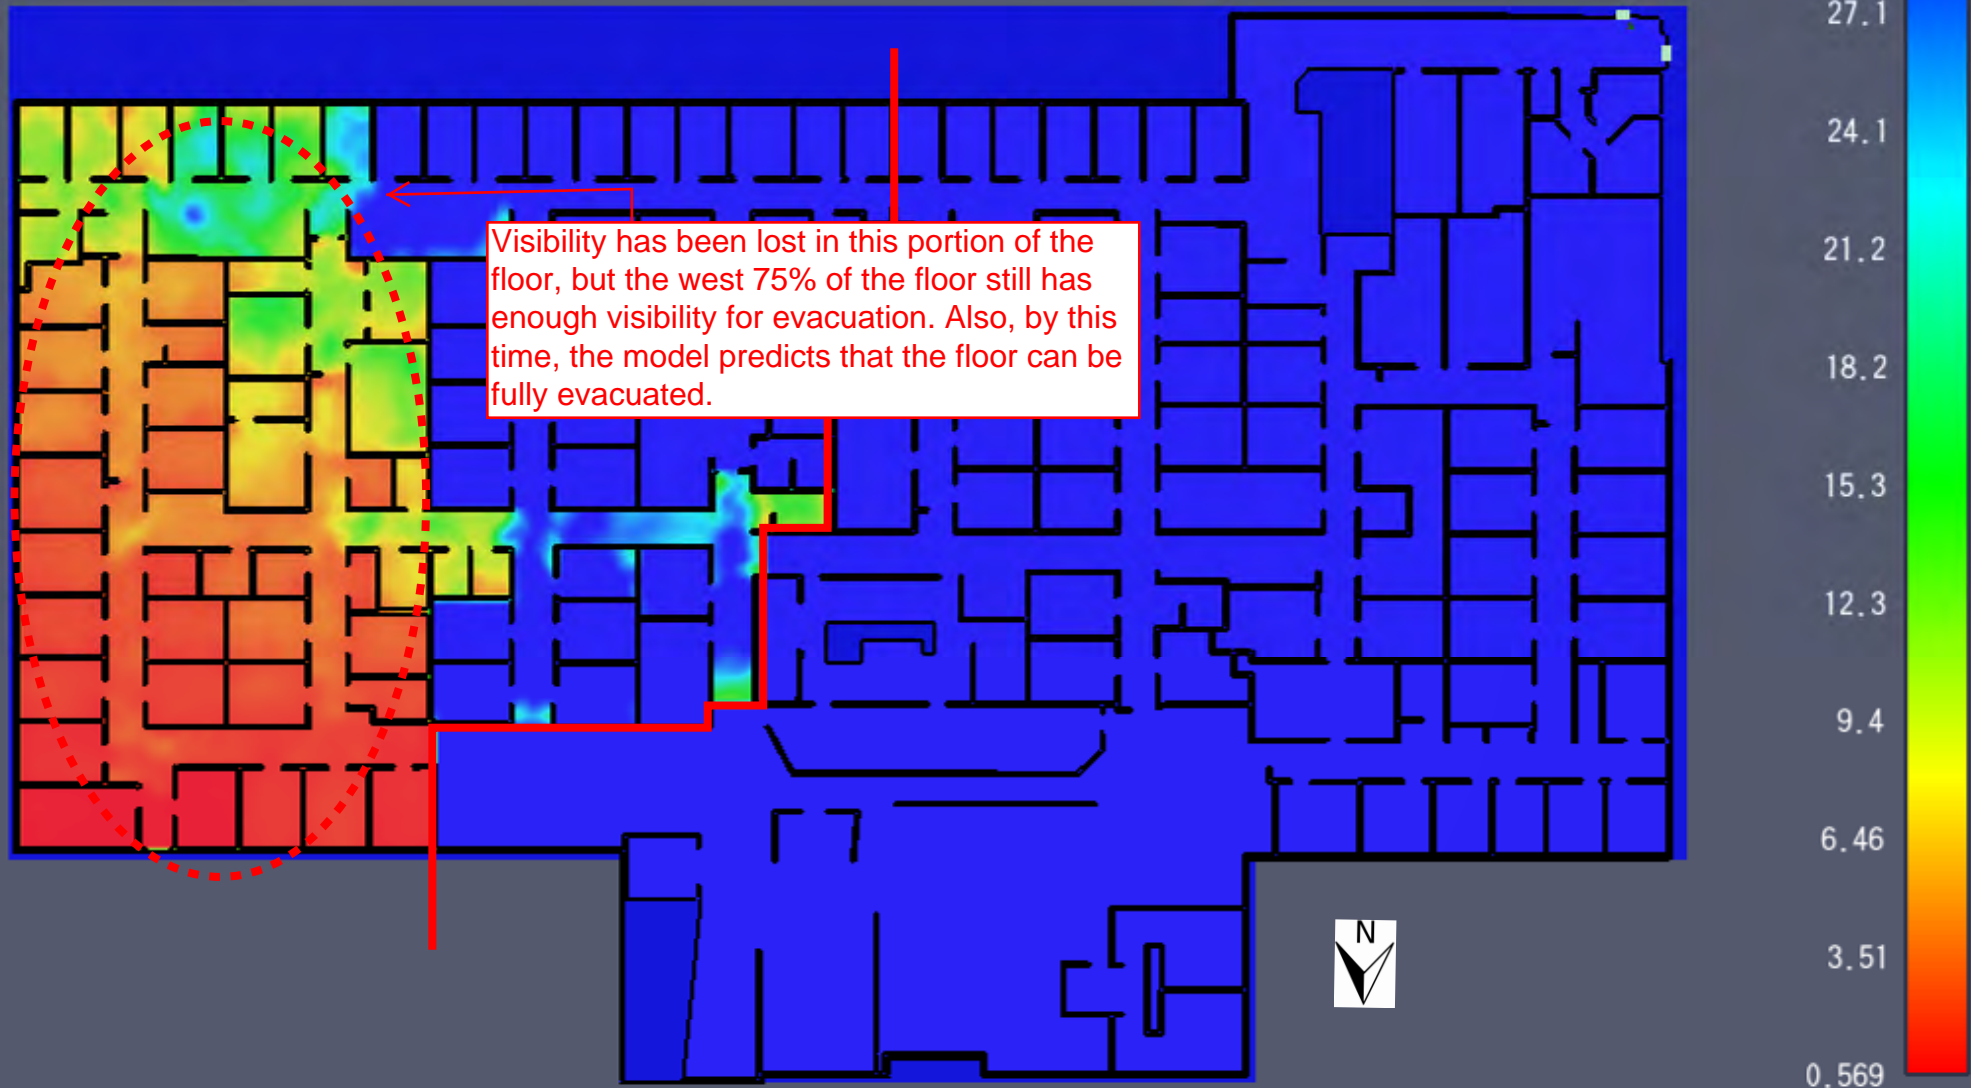 27.1
24.1
21.2
Visibility has been lost in this portion of the
floor, but the west 75% of the floor still has
enough visibility for evacuation. Also, by this
time, the model predicts that the floor can be
fully evacuated.
18.2
15.3
12.3
9.4
6.46
N
3.51
0.569